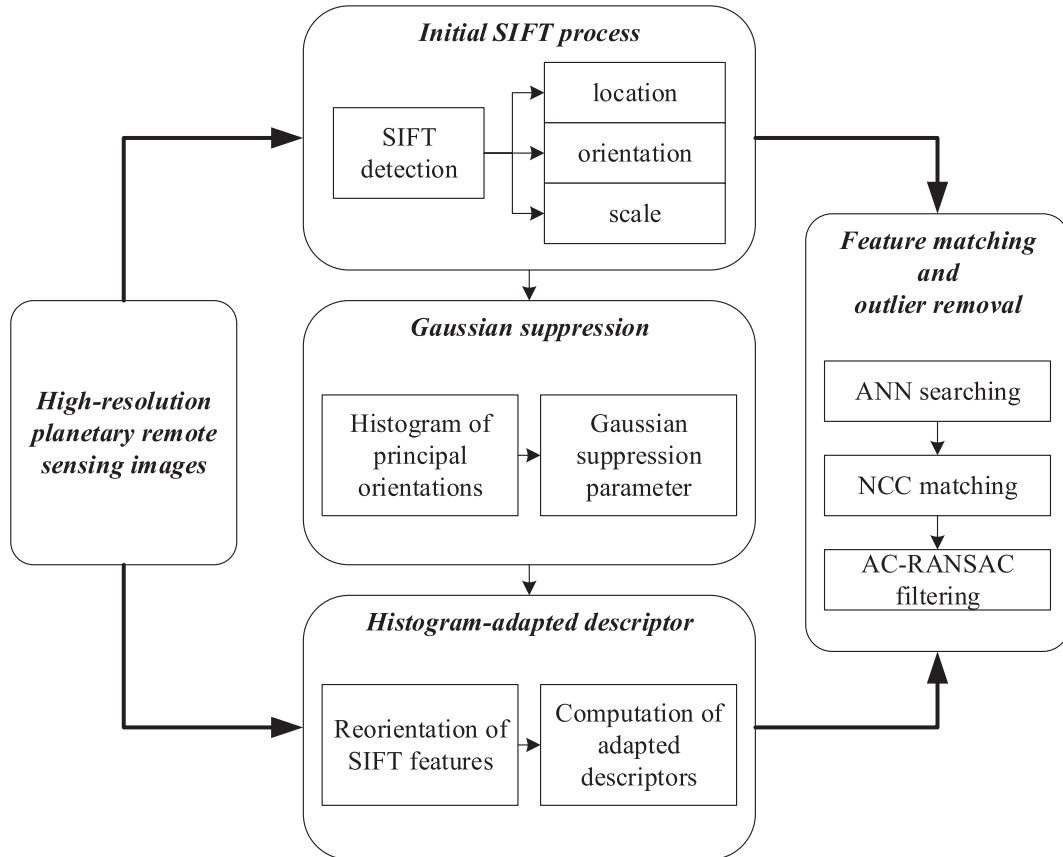 Initial SIFT process
SIFT
detection
location
orientation
scale
High-resolution
planetary remote
sensing images
Gaussian suppression
Histogram of
principal
orientations
Gaussian
suppression
parameter
Histogram-adapted descriptor
Reorientation of
SIFT features
Computation of
adapted
descriptors
Feature matching
and
outlier removal
ANN searching
NCC matching
AC-RANSAC
filtering